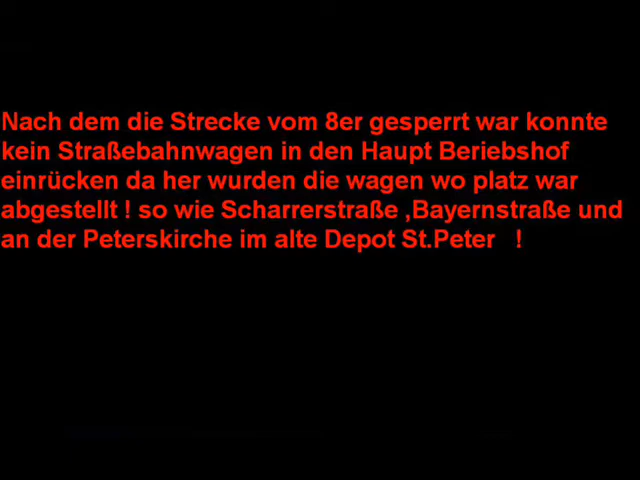 Nach dem die Strecke vom 8er gesperrt war konnte
kein Straßebahnwagen in den Haupt Beriebshof
einrücken da her wurden die wagen wo platz war
abgestellt ! so wie Scharrerstraße ,Bayernstraße und
an der Peterskirche im alte Depot St.Peter   !